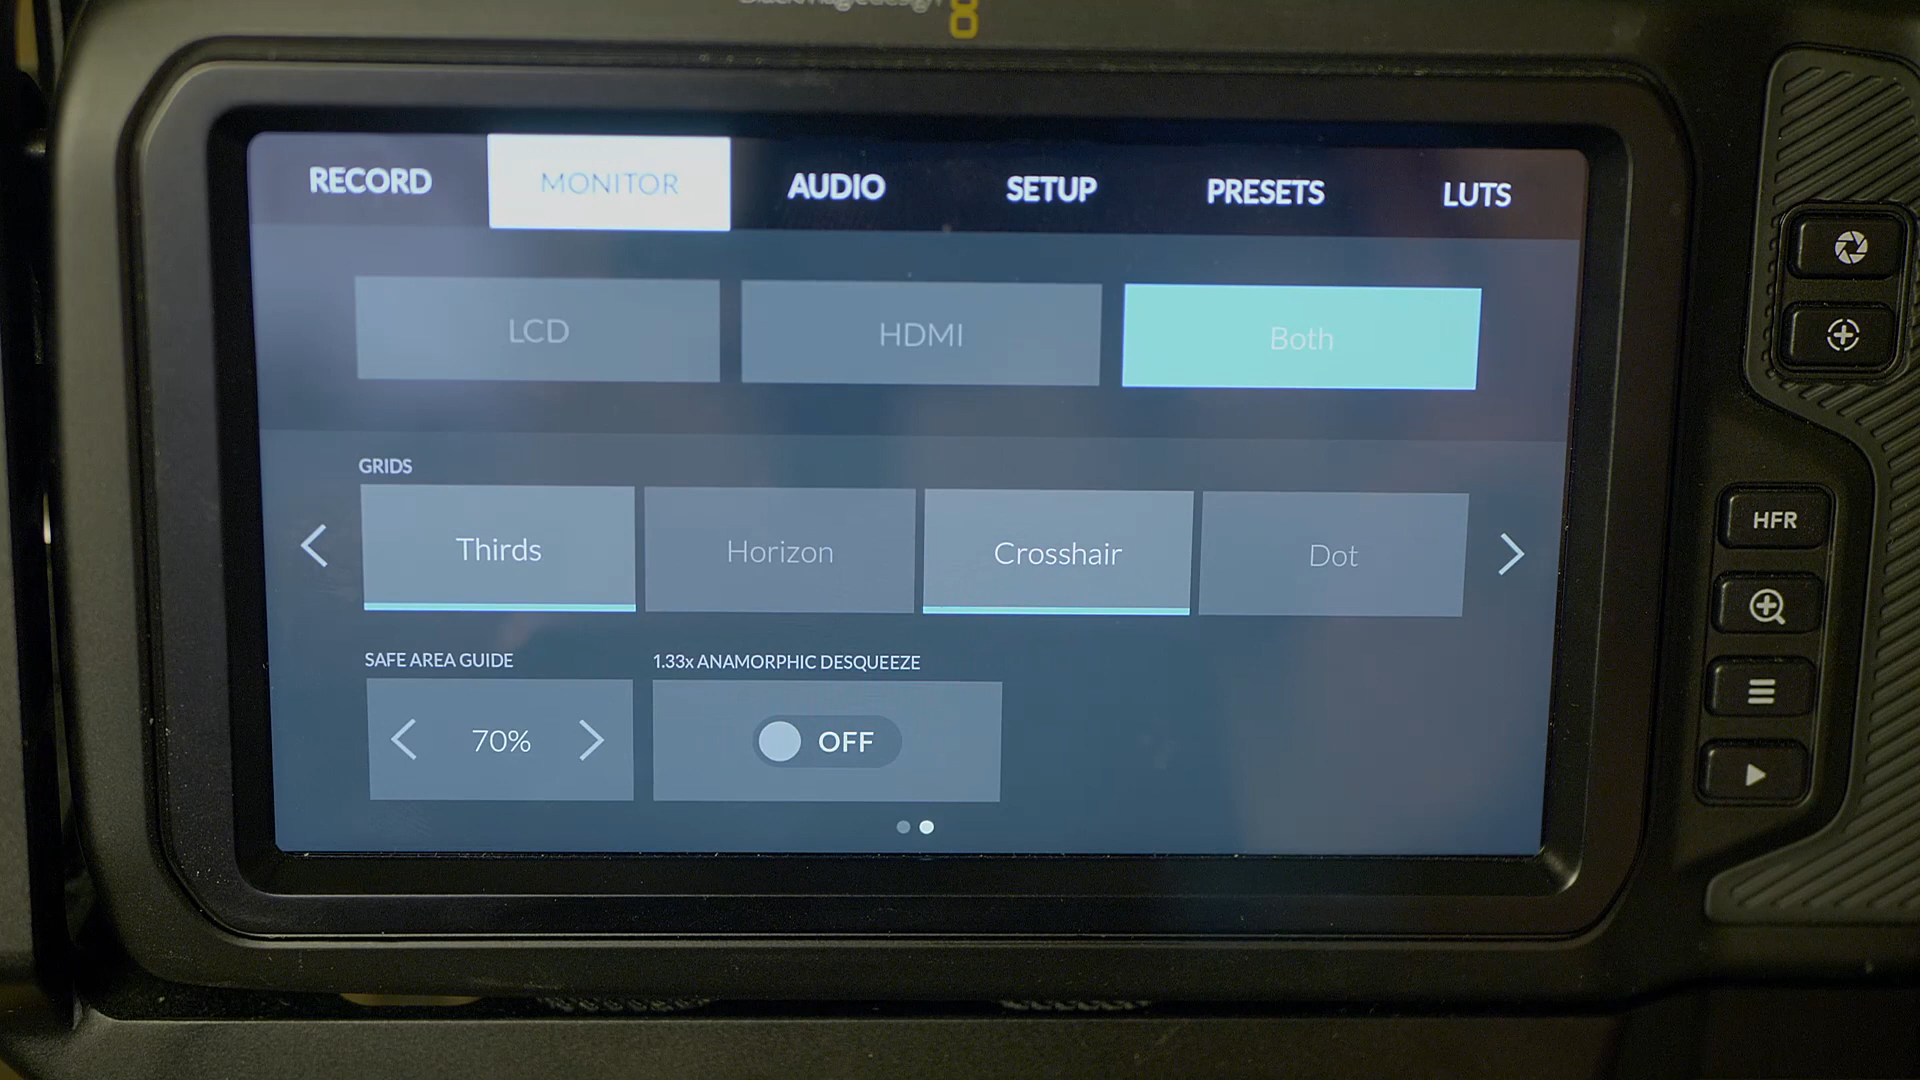 Blackmagicdesign
RECORD MONITOR AUDIO SETUP PRESETS LUTS
LCD HDMI Both
GRIDS
Thirds Horizon Crosshair Dot
SAFE AREA GUIDE 1.33x ANAMORPHIC DESQUEEZE
70% OFF
HFR